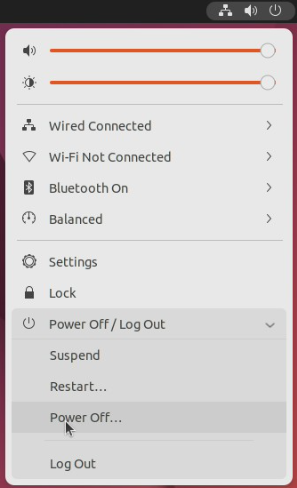 Wired Connected
Wi-Fi Not Connected
Bluetooth On
Balanced
Settings
Lock
Power Off / Log Out
Suspend
Restart...
Power Off...
Log Out